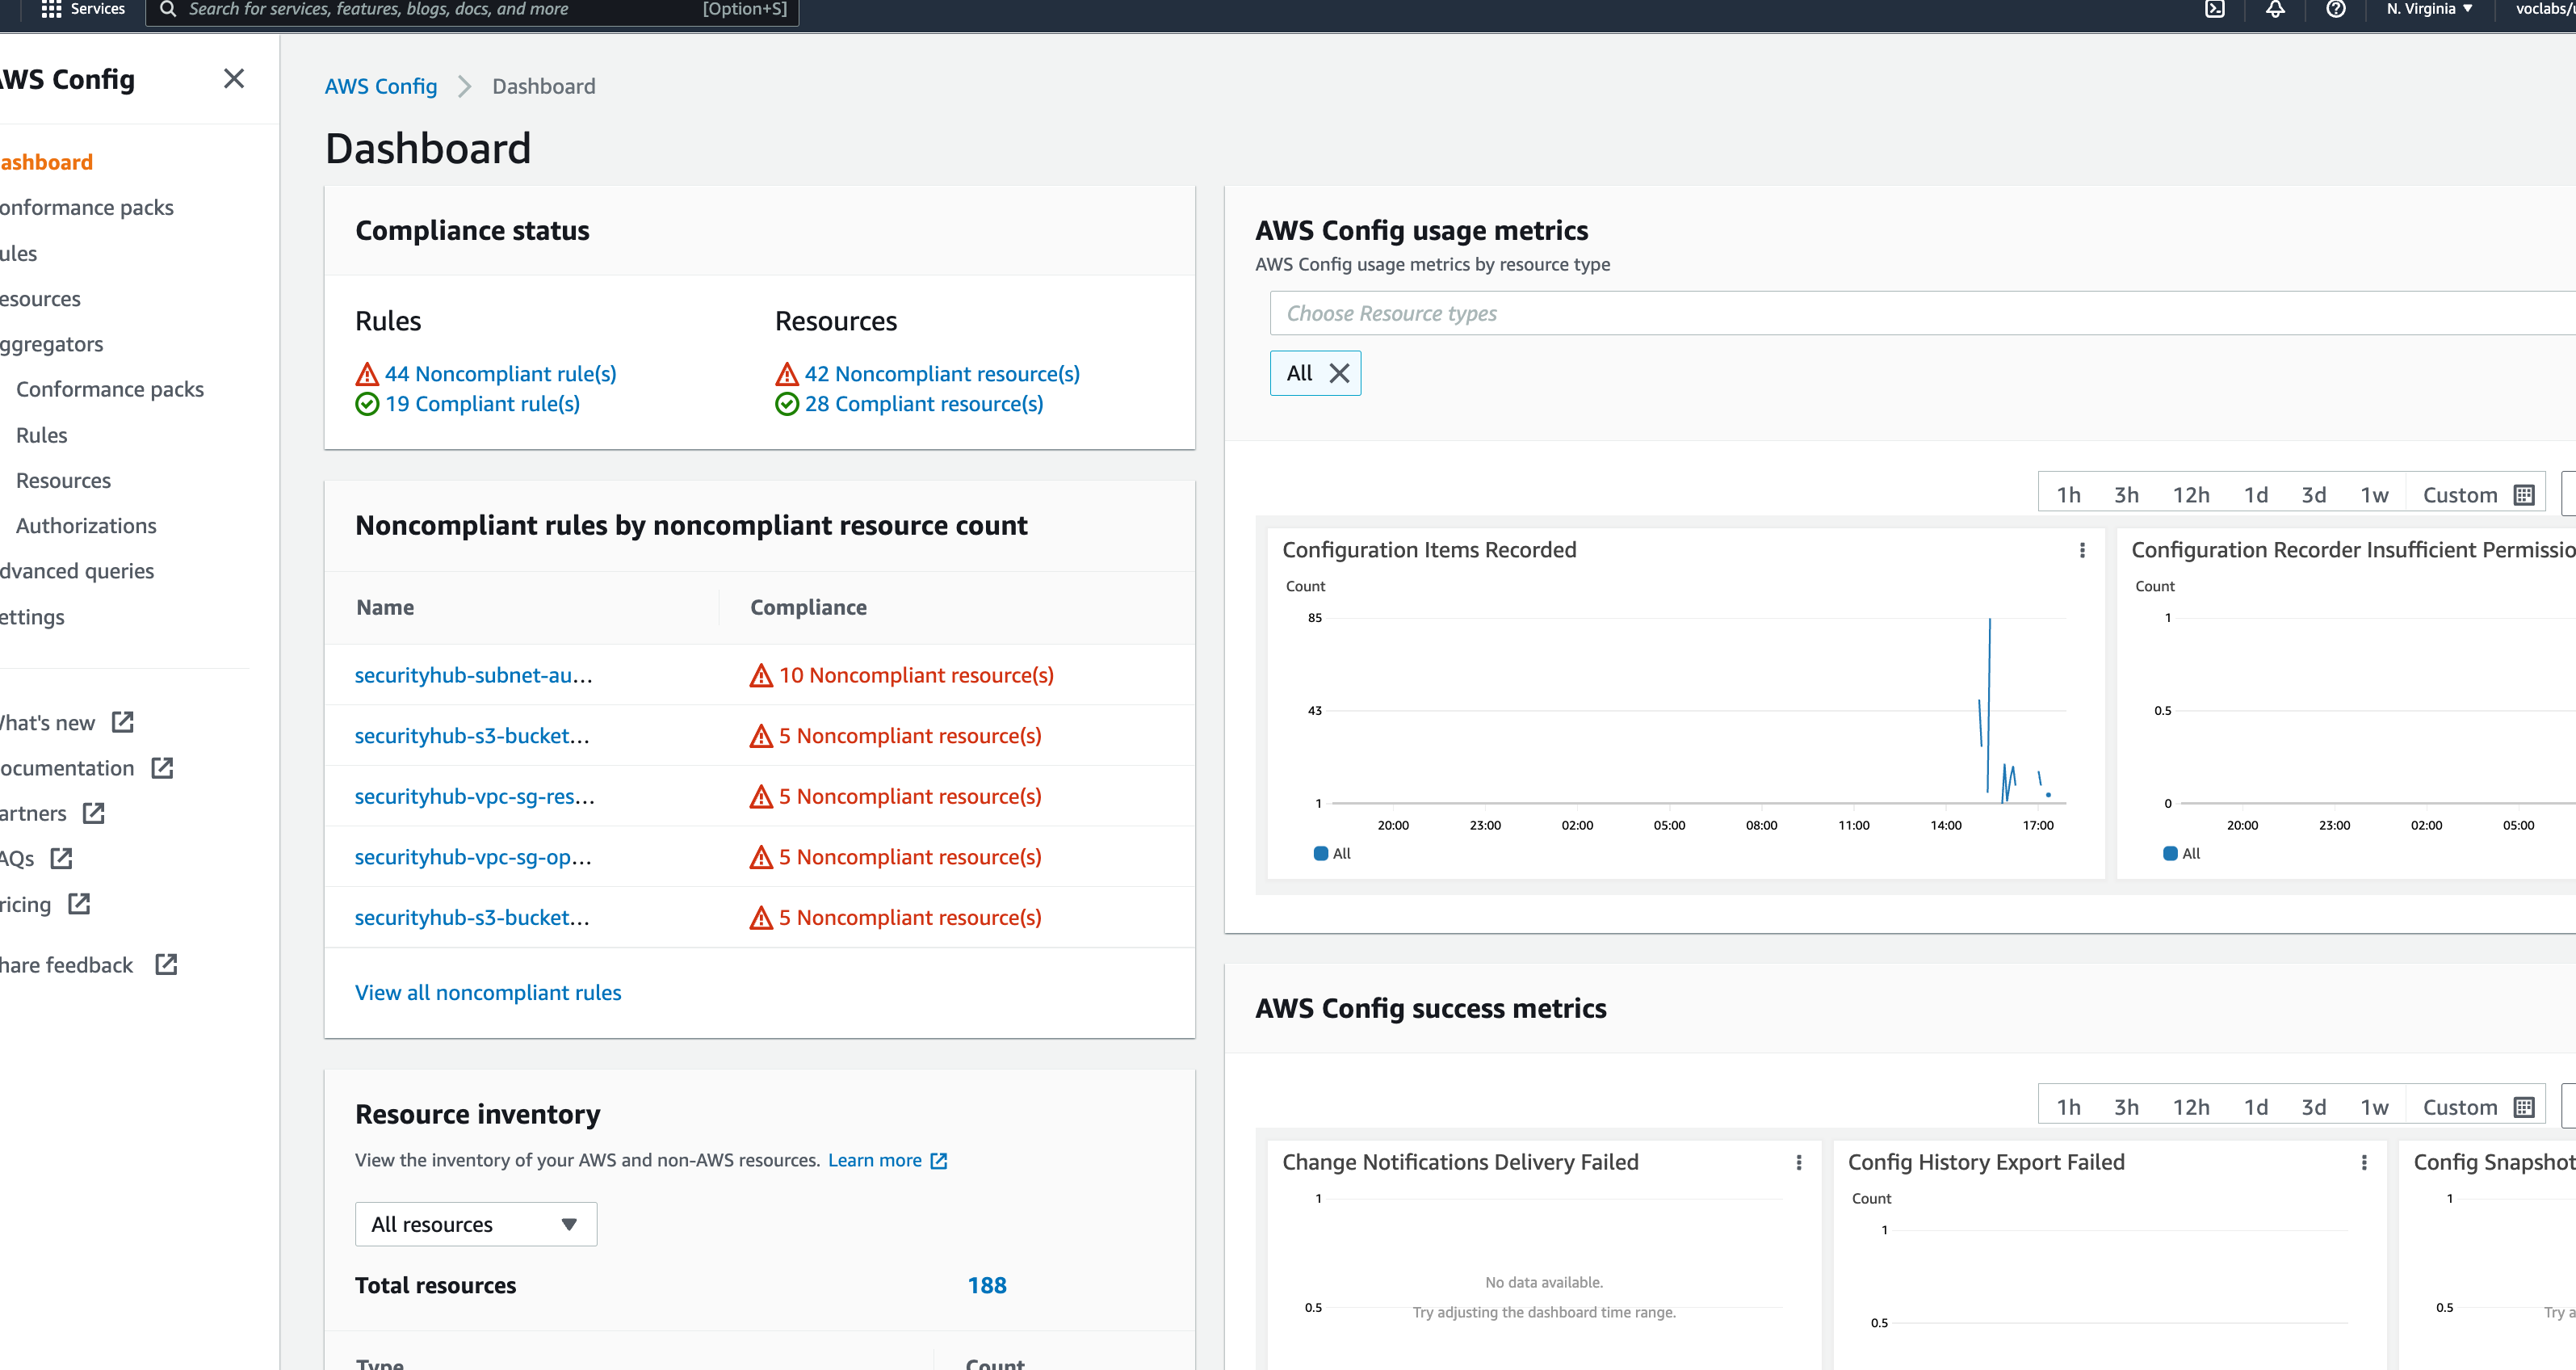 Services
Search for services, features, blogs, docs, and more
[Option+S]
N. Virginia
voclabs/u
AWS Config
ashboard
onformance packs
ules
esources
ggregators
Conformance packs
Rules
Resources
Authorizations
dvanced queries
ettings
hat's new
ocumentation
artners
AQs
ricing
hare feedback
AWS Config
Dashboard
Dashboard
Compliance status
Rules
44 Noncompliant rule(s)
19 Compliant rule(s)
Resources
42 Noncompliant resource(s)
28 Compliant resource(s)
Noncompliant rules by noncompliant resource count
Name Compliance
securityhub-subnet-au... 10 Noncompliant resource(s)
securityhub-s3-bucket... 5 Noncompliant resource(s)
securityhub-vpc-sg-res... 5 Noncompliant resource(s)
securityhub-vpc-sg-op... 5 Noncompliant resource(s)
securityhub-s3-bucket... 5 Noncompliant resource(s)
View all noncompliant rules
Resource inventory
View the inventory of your AWS and non-AWS resources. Learn more
All resources
Total resources 188
Type Count
AWS Config usage metrics
AWS Config usage metrics by resource type
Choose Resource types
All
1h 3h 12h 1d 3d 1w Custom
Configuration Items Recorded
Count
85
43
1
20:00 23:00 02:00 05:00 08:00 11:00 14:00 17:00
All
Configuration Recorder Insufficient Permissio
Count
1
0.5
0
20:00 23:00 02:00 05:00
All
AWS Config success metrics
1h 3h 12h 1d 3d 1w Custom
Change Notifications Delivery Failed
1
No data available.
0.5
Try adjusting the dashboard time range.
Config History Export Failed
Count
1
0.5
Config Snapshot
1
0.5
Try a